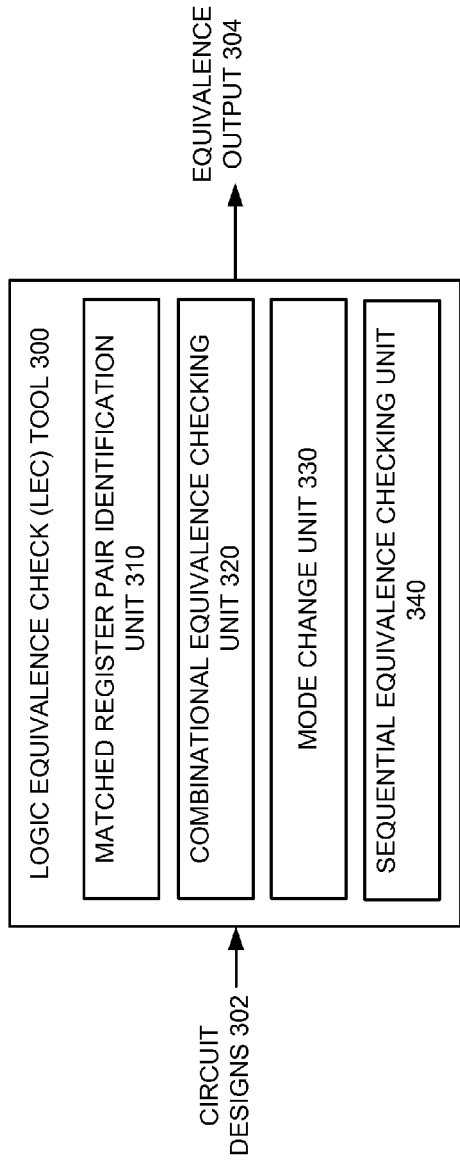 CIRCUIT
DESIGNS 302
LOGIC EQUIVALENCE CHECK (LEC) TOOL 300
MATCHED REGISTER PAIR IDENTIFICATION
UNIT 310
COMBINATIONAL EQUIVALENCE CHECKING
UNIT 320
MODE CHANGE UNIT 330
SEQUENTIAL EQUIVALENCE CHECKING UNIT
340
EQUIVALENCE
OUTPUT 304